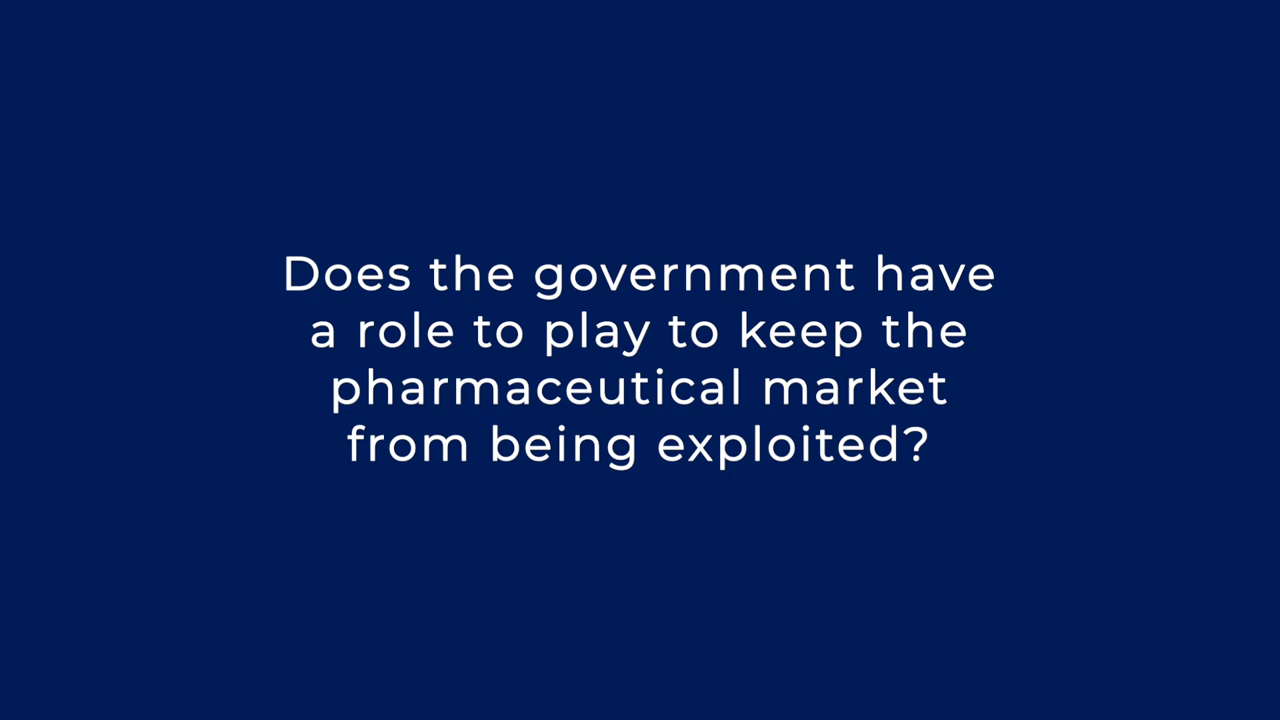 Does the government have
a role to play to keep the
pharmaceutical market
from being exploited?